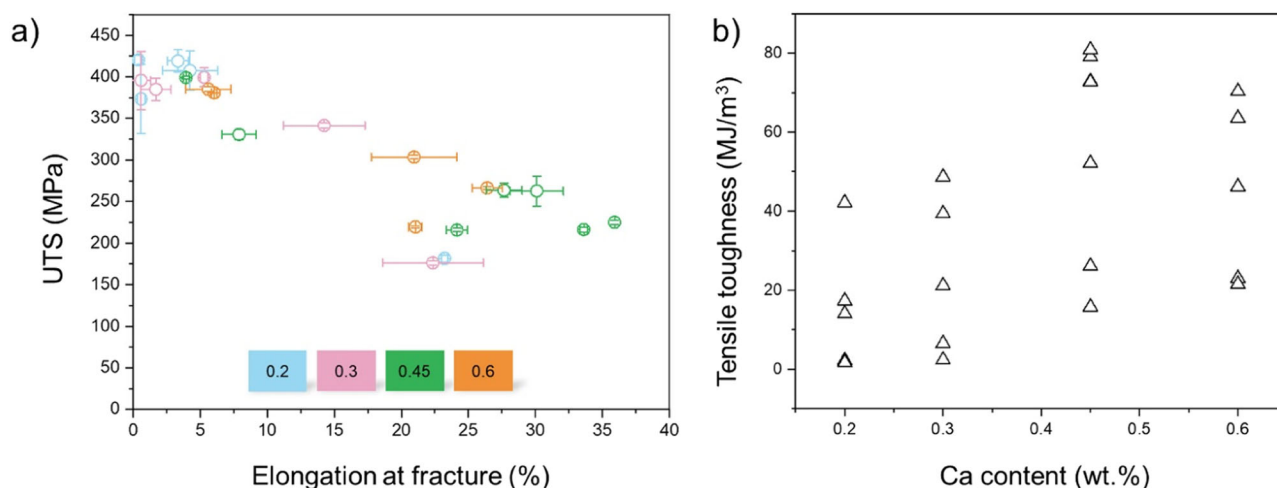 a)
UTS (MPa)
450
400
350
300
250
200
150
100
50
0
0.2 0.3 0.45 0.6
0 5 10 15 20 25 30 35 40
Elongation at fracture (%)
b)
Tensile toughness (MJ/m³)
80
60
40
20
0
0.2 0.3 0.4 0.5 0.6
Ca content (wt.%)